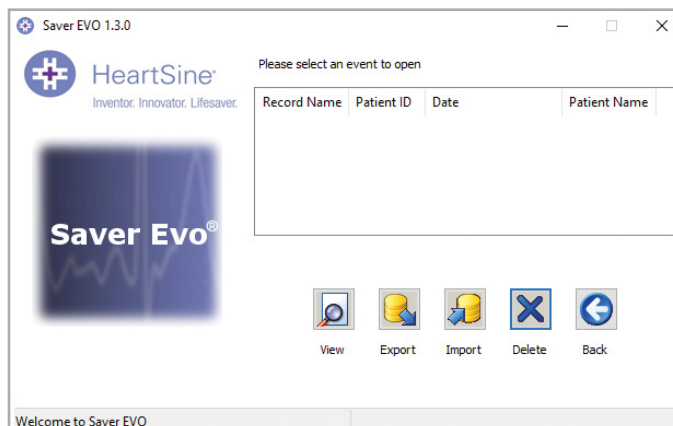 Saver EVO 1.3.0
HeartSine®
Inventor. Innovator. Lifesaver.
Please select an event to open
Record Name Patient ID Date Patient Name
Saver Evo®
View Export Import Delete Back
Welcome to Saver EVO